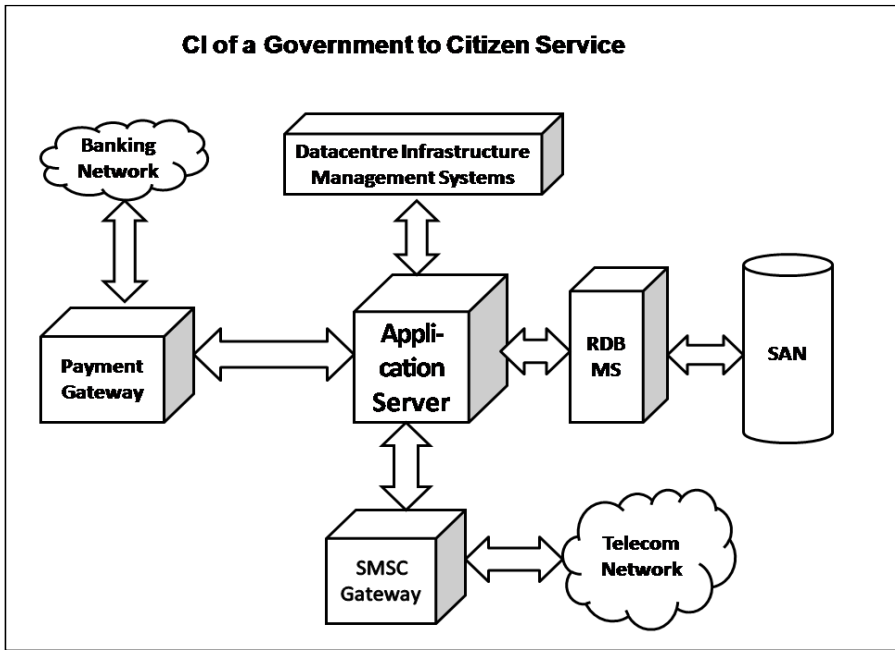 CI of a Government to Citizen Service
Banking
Network
Datacentre Infrastructure
Management Systems
Payment
Gateway
Appli-
cation
Server
RDB
MS
SAN
SMSC
Gateway
Telecom
Network